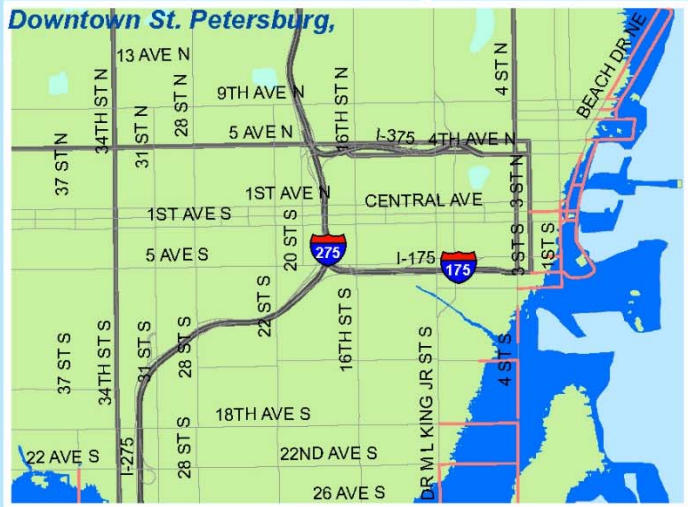 Downtown St. Petersburg,
13 AVE N
4 ST N
BEACH DR NE
34TH ST N
31 ST N
28 ST N
9TH AVE N
16TH ST N
37 ST N
5 AVE N
I-375
4TH AVE N
3 ST N
1ST AVE N
CENTRAL AVE
1ST AVE S
20 ST S
3 ST S
1 ST S
5 AVE S
275
I-175
175
22 ST S
37 ST S
34TH ST S
31 ST S
28 ST S
16TH ST S
DR M L KING JR ST S
4 ST S
18TH AVE S
22 AVE S
I-275
28 ST S
22ND AVE S
26 AVE S